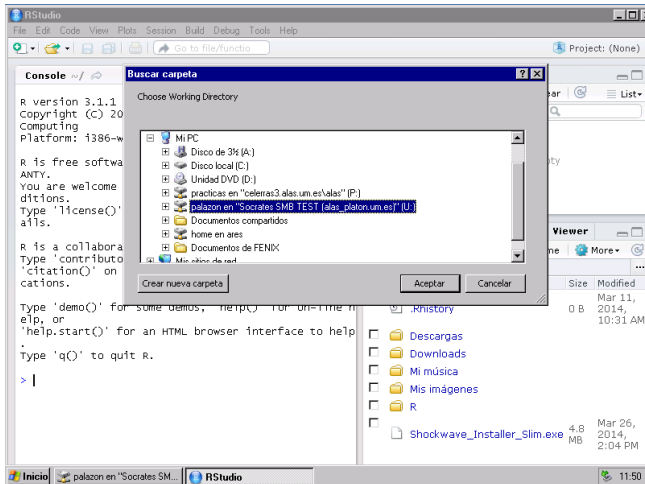 RStudio
File Edit Code View Plots Session Build Debug Tools Help
Go to file/functio
Project: (None)
Console ~/
R version 3.1.1
Copyright (C) 20
Computing
Platform: i386-w
R is free softwa
ANTY.
You are welcome
ditions.
Type 'license()'
ails.
R is a collabora
Type 'contributo
'citation()' on
cations.
Type 'demo()' for some demos, 'help()' for on-line h
elp, or
'help.start()' for an HTML browser interface to help
.
Type 'q()' to quit R.
>
Buscar carpeta
Choose Working Directory
Mi PC
Disco de 3½ (A:)
Disco local (C:)
Unidad DVD (D:)
practicas en "celerras3.alas.um.es\alas" (P:)
palazon en "Socrates SMB TEST (alas_platon.um.es)" (U:)
Documentos compartidos
home en ares
Documentos de FENIX
Mis sitios de red
Crear nueva carpeta
Aceptar
Cancelar
ear
List
pty
Viewer
me
More
...
Size Modified
.Rhistory 0 B Mar 11,
2014,
10:31 AM
Descargas
Downloads
Mi música
Mis imágenes
R
Shockwave_Installer_Slim.exe 4.8
MB Mar 26,
2014,
2:04 PM
Inicio
palazon en "Socrates SM...
RStudio
11:50